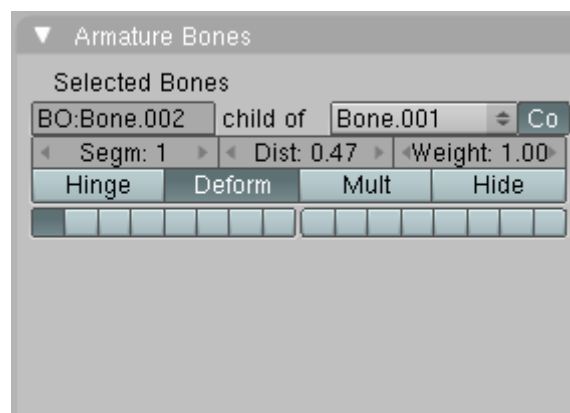 Armature Bones
Selected Bones
BO:Bone.002 child of Bone.001 Co
Segm: 1 Dist: 0.47 Weight: 1.00
Hinge Deform Mult Hide